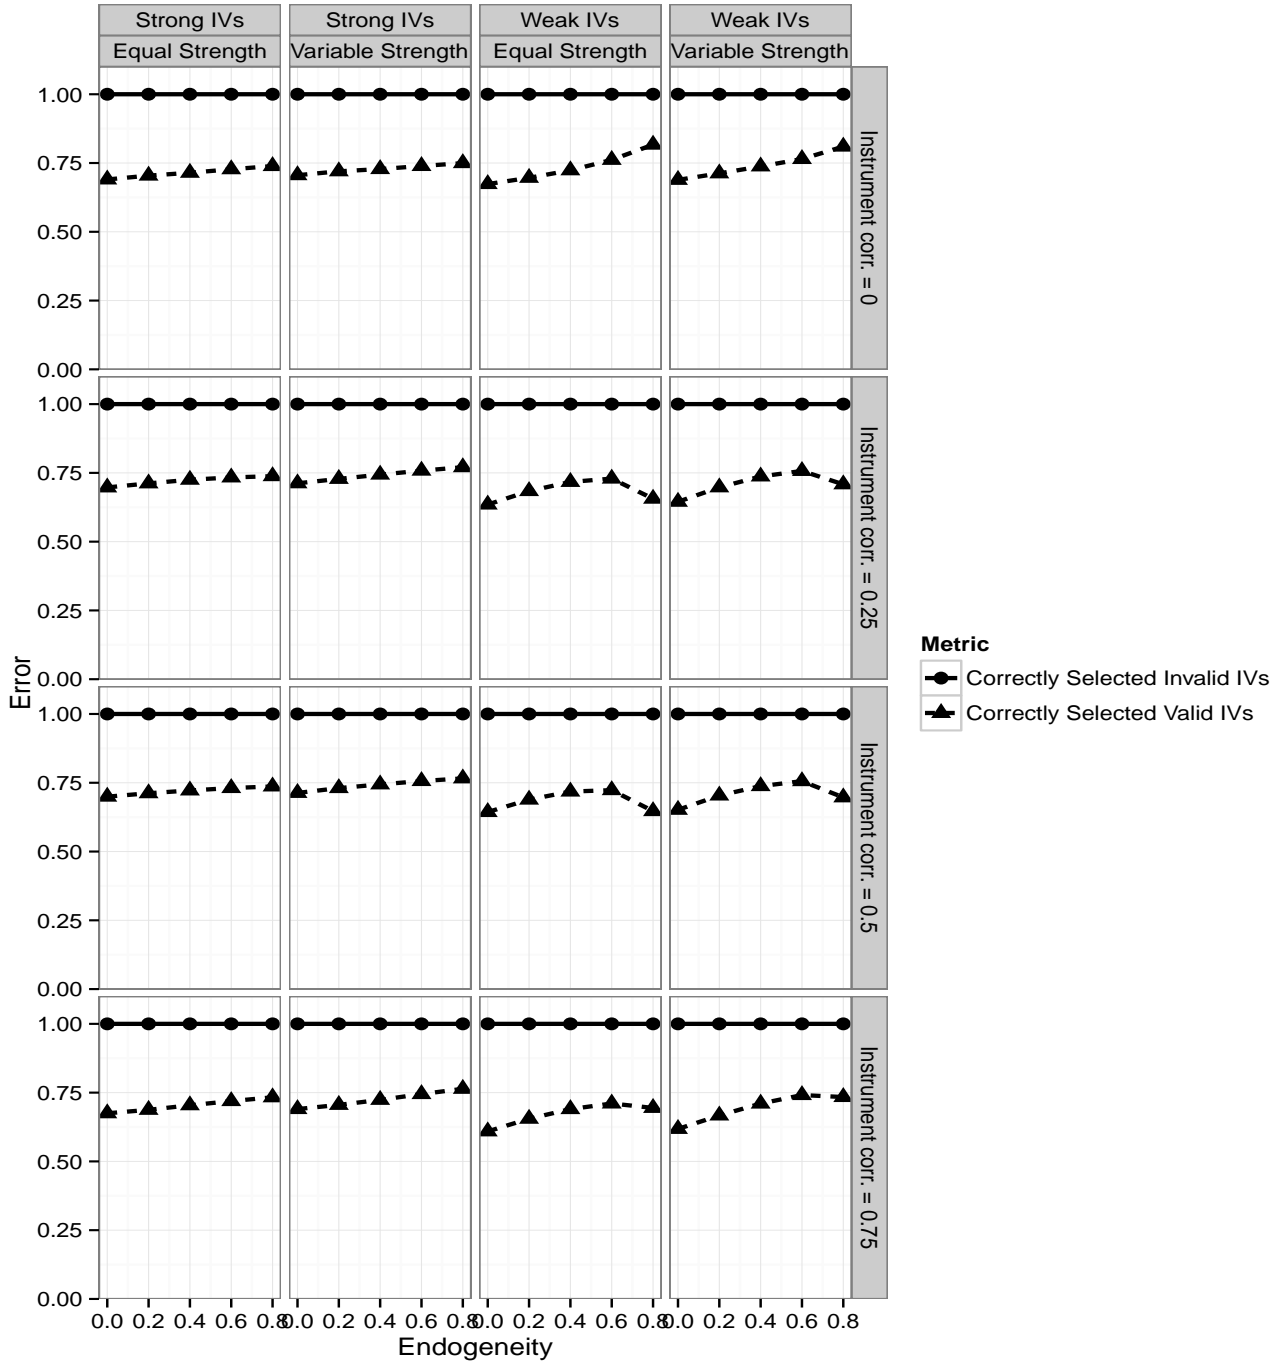 Strong IVs Strong IVs Weak IVs Weak IVs
Equal Strength Variable Strength Equal Strength Variable Strength
1.00
0.75
0.50
0.25
0.00
Instrument corr. = 0
1.00
0.75
0.50
0.25
0.00
Instrument corr. = 0.25
1.00
0.75
0.50
0.25
0.00
Instrument corr. = 0.5
1.00
0.75
0.50
0.25
0.00
Instrument corr. = 0.75
0.0 0.2 0.4 0.6 0.8 0.0 0.2 0.4 0.6 0.8 0.0 0.2 0.4 0.6 0.8 0.0 0.2 0.4 0.6 0.8
Endogeneity
Error
Metric
Correctly Selected Invalid IVs
Correctly Selected Valid IVs